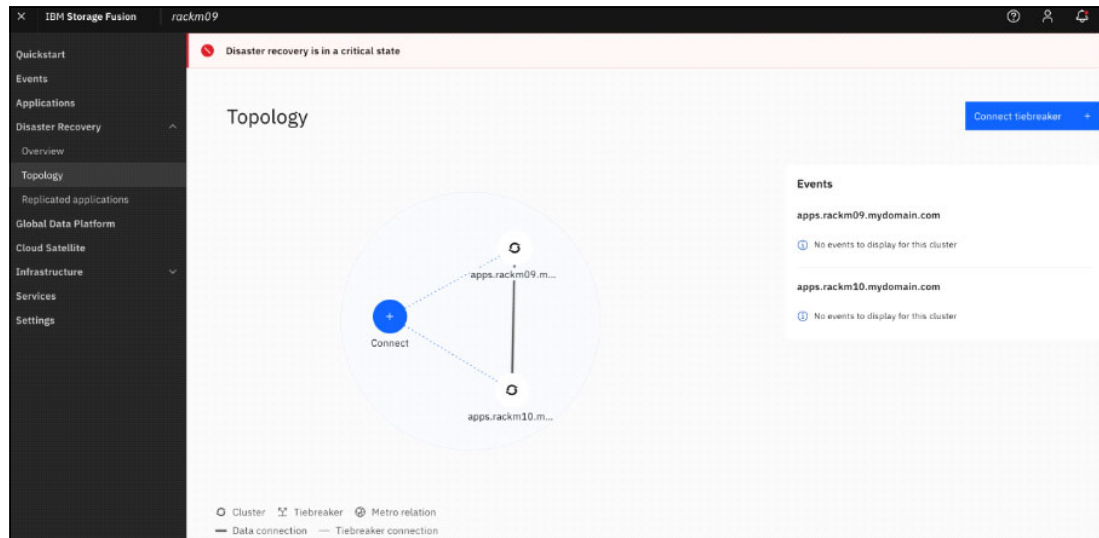 IBM Storage Fusion rackm09
Disaster recovery is in a critical state
Quickstart
Events
Applications
Disaster Recovery
Overview
Topology
Replicated applications
Global Data Platform
Cloud Satellite
Infrastructure
Services
Settings
Topology
Connect tiebreaker +
apps.rackm09.m...
Connect
apps.rackm10.m...
Events
apps.rackm09.mydomain.com
No events to display for this cluster
apps.rackm10.mydomain.com
No events to display for this cluster
Cluster Tiebreaker Metro relation
Data connection Tiebreaker connection